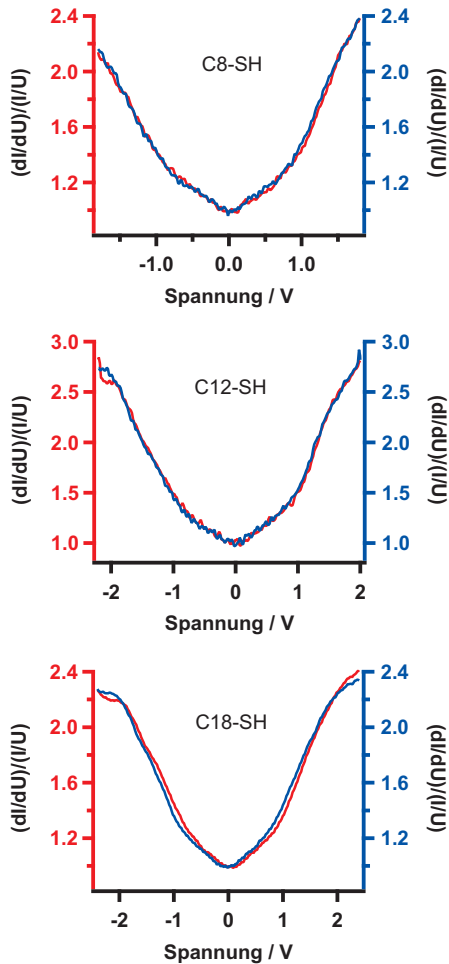 C8-SH
(dI/dU)/(I/U)
2.4
2.0
1.6
1.2
(dI/dU)/(I/U)
2.4
2.0
1.6
1.2
-1.0 0.0 1.0
Spannung / V
C12-SH
(dI/dU)/(I/U)
3.0
2.5
2.0
1.5
1.0
(dI/dU)/(I/U)
3.0
2.5
2.0
1.5
1.0
-2 -1 0 1 2
Spannung / V
C18-SH
(dI/dU)/(I/U)
2.4
2.0
1.6
1.2
(dI/dU)/(I/U)
2.4
2.0
1.6
1.2
-2 -1 0 1 2
Spannung / V